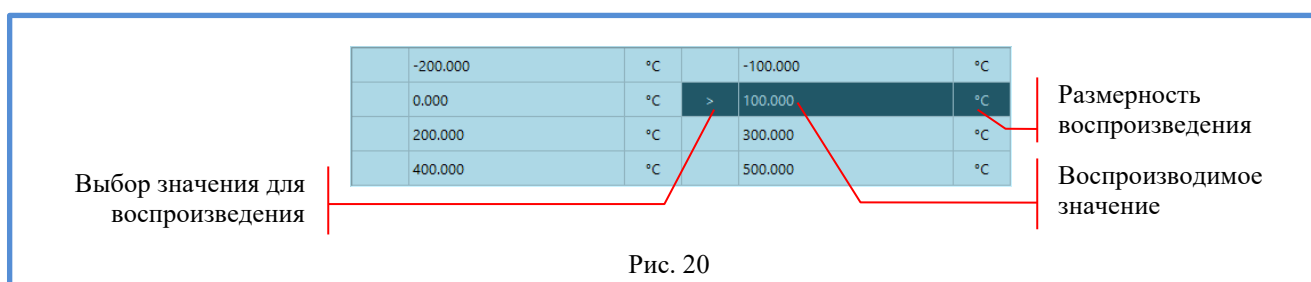 -200.000 °C -100.000 °C
0.000 °C > 100.000 °C
200.000 °C 300.000 °C
400.000 °C 500.000 °C
Размерность
воспроизведения
Выбор значения для
воспроизведения
Воспроизводимое
значение
Рис. 20